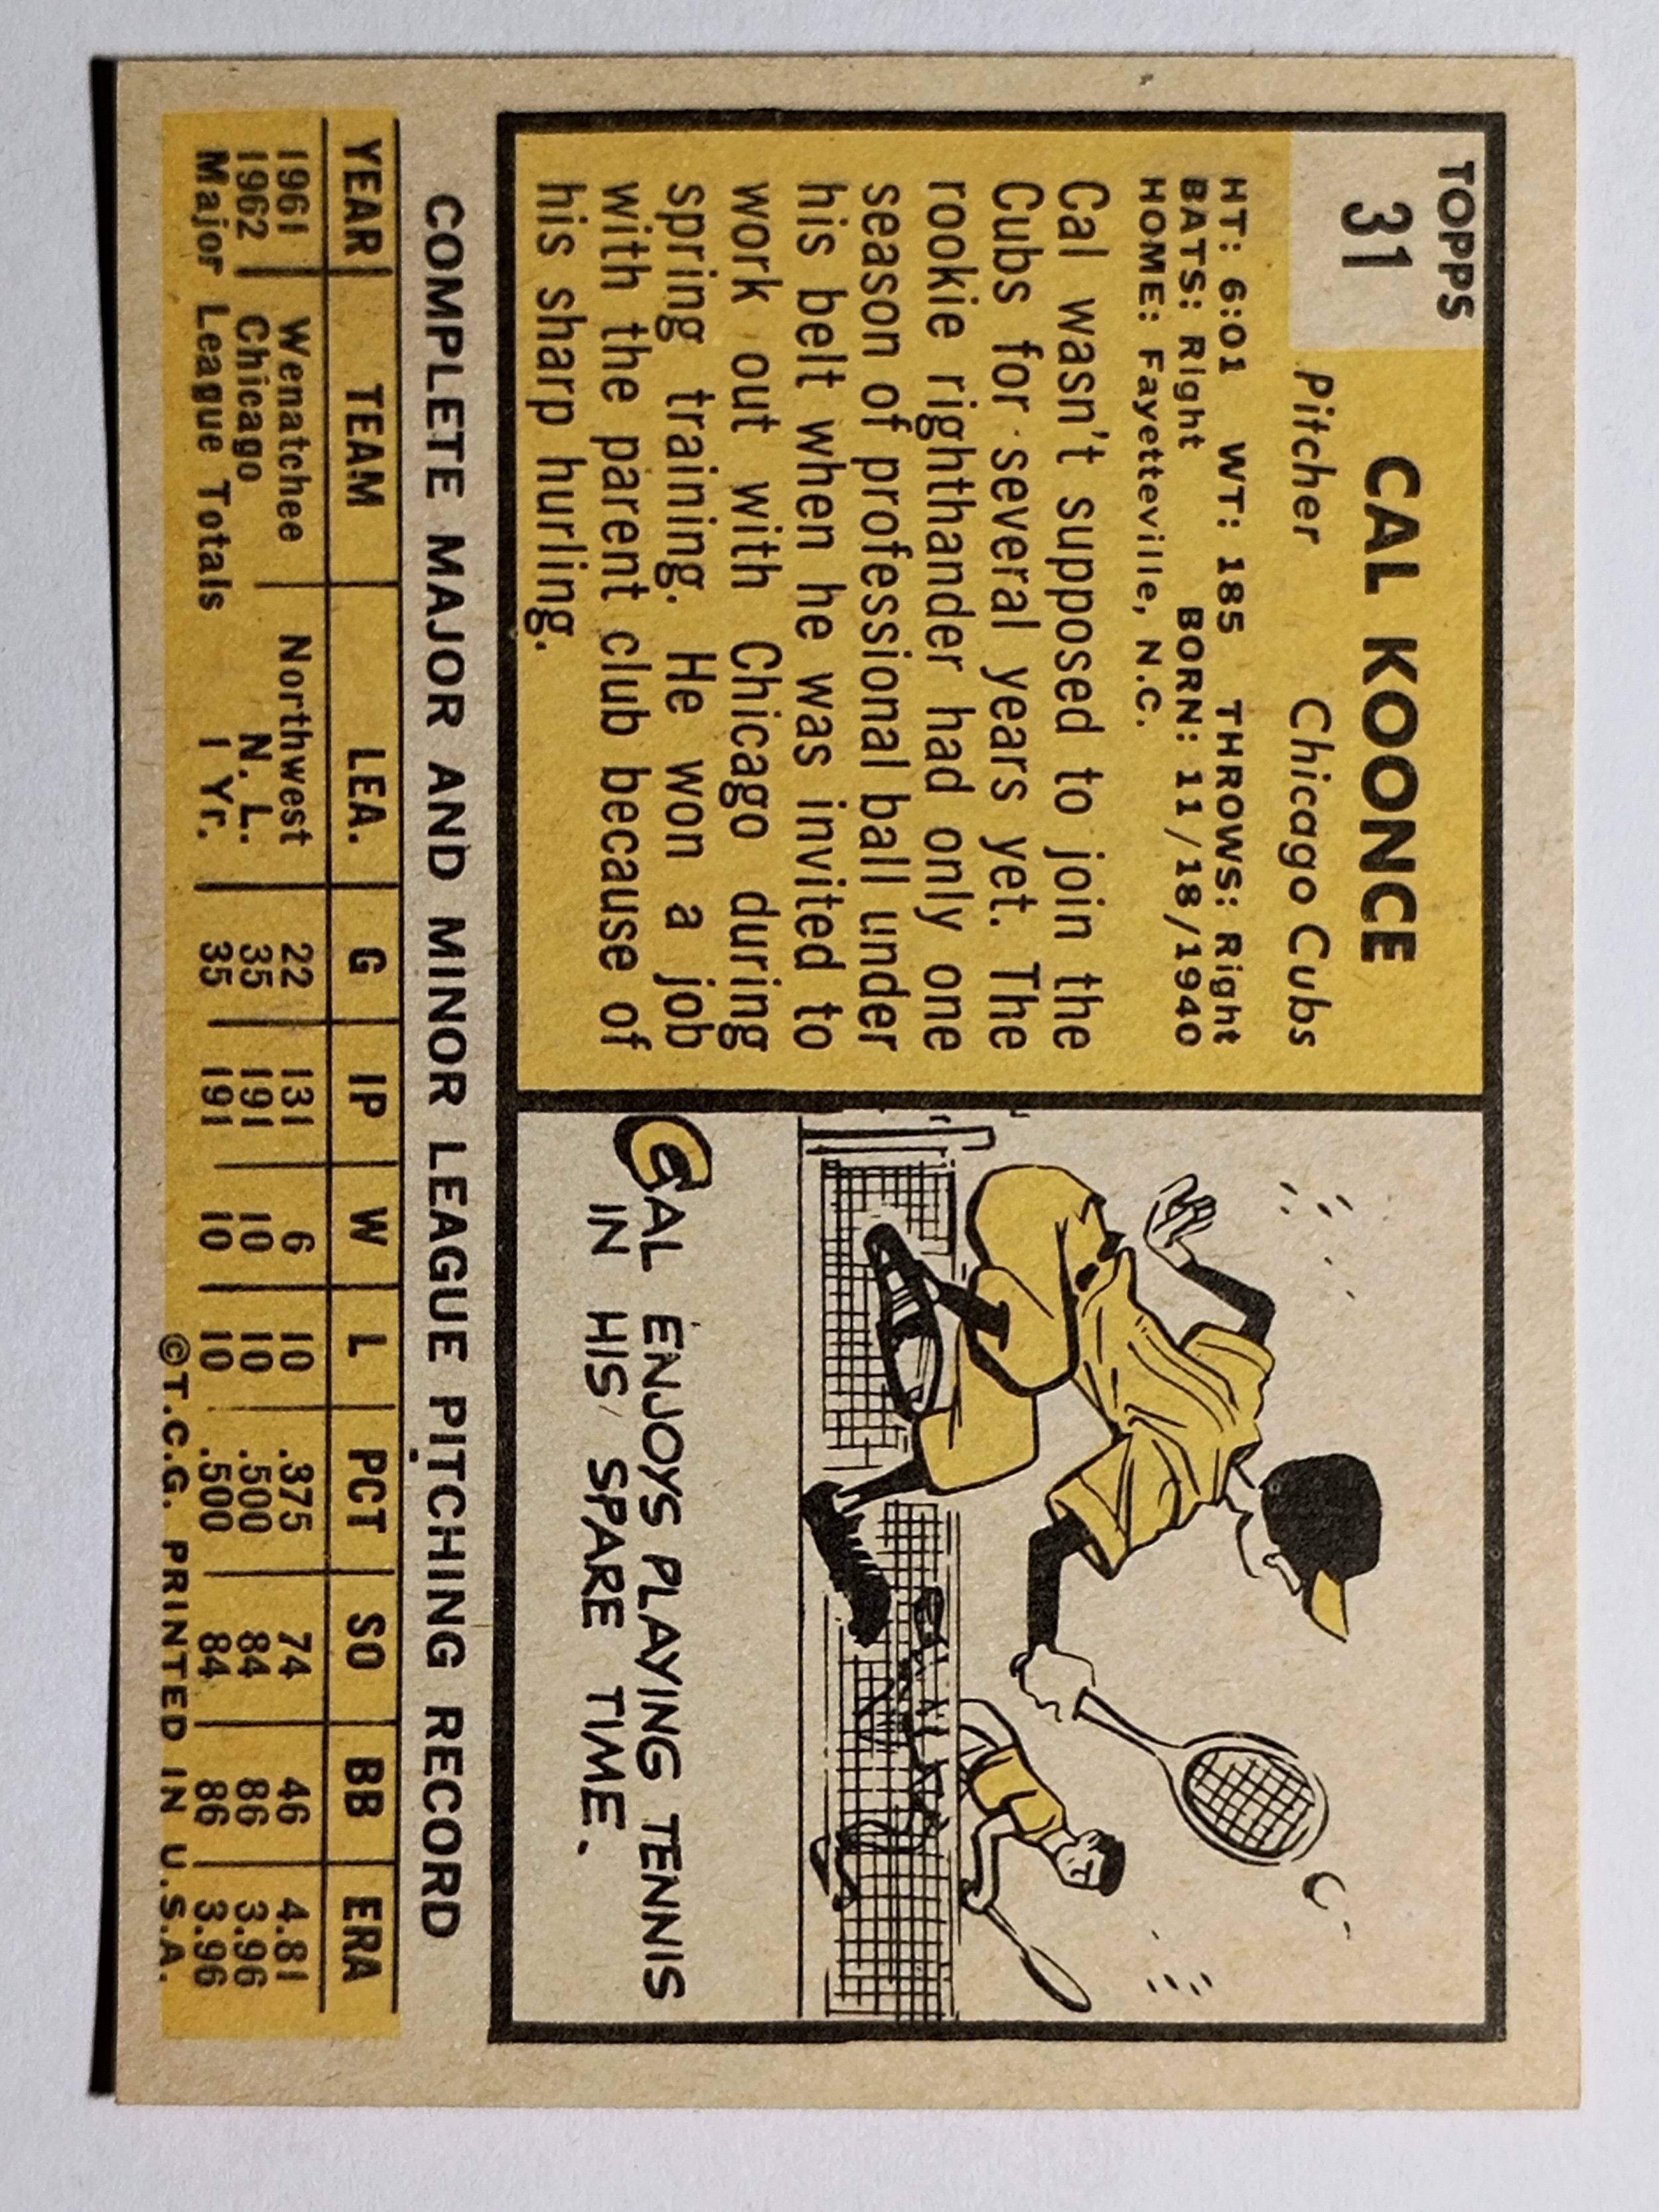 TOPPS
31
CAL KOONCE
Pitcher Chicago Cubs
HT: 6:01 WT: 185 THROWS: Right
BATS: Right BORN: 11/18/1940
HOME: Fayetteville, N.C.
Cal wasn't supposed to join the
Cubs for several years yet. The
rookie righthander had only one
season of professional ball under
his belt when he was invited to
work out with Chicago during
spring training. He won a job
with the parent club because of
his sharp hurling.
CAL ENJOYS PLAYING TENNIS
IN HIS SPARE TIME.
COMPLETE MAJOR AND MINOR LEAGUE PITCHING RECORD
YEAR TEAM LEA. G IP W L PCT SO BB ERA
1961 Wenatchee Northwest 22 131 6 10 .375 74 46 4.81
1962 Chicago N. L. 35 191 10 10 .500 84 86 3.96
Major League Totals 1 Yr. 35 191 10 10 .500 84 86 3.96
©T.C.G. PRINTED IN U.S.A.